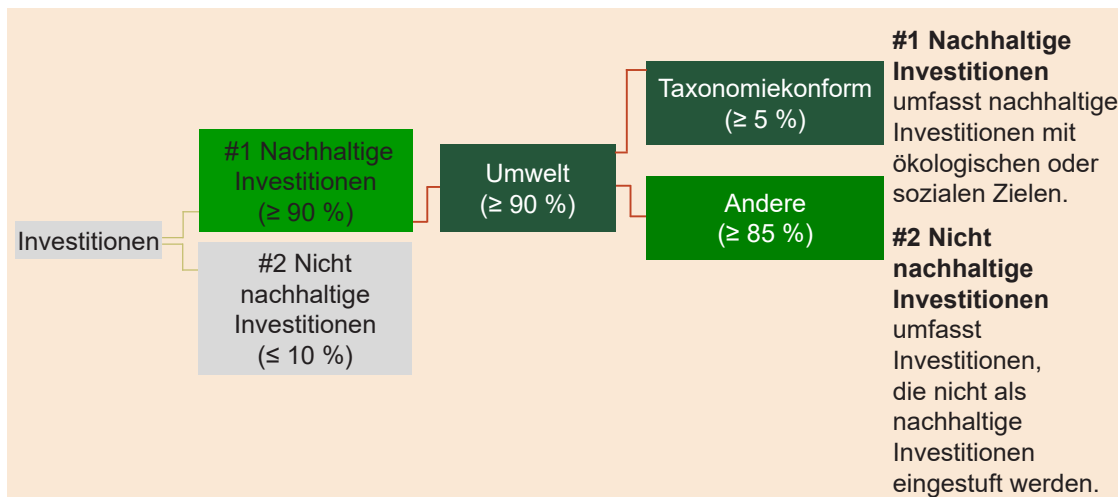 Investitionen
#1 Nachhaltige
Investitionen
(≥ 90 %)
#2 Nicht
nachhaltige
Investitionen
(≤ 10 %)
Umwelt
(≥ 90 %)
Taxonomiekonform
(≥ 5 %)
Andere
(≥ 85 %)
#1 Nachhaltige
Investitionen
umfasst nachhaltige
Investitionen mit
ökologischen oder
sozialen Zielen.
#2 Nicht
nachhaltige
Investitionen
umfasst
Investitionen,
die nicht als
nachhaltige
Investitionen
eingestuft werden.